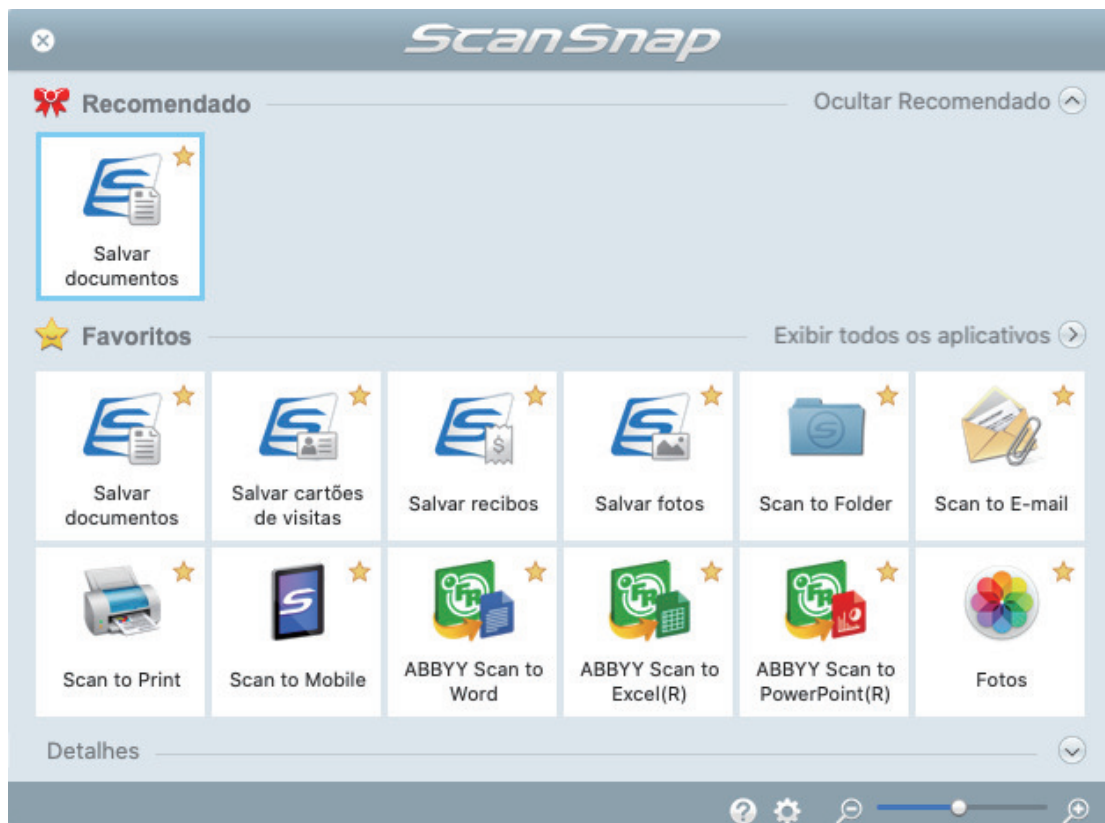 ScanSnap
Recomendado
Ocultar Recomendado
Salvar
documentos
Favoritos
Exibir todos os aplicativos
Salvar
documentos
Salvar cartões
de visitas
Salvar recibos
Salvar fotos
Scan to Folder
Scan to E-mail
Scan to Print
Scan to Mobile
ABBYY Scan to
Word
ABBYY Scan to
Excel(R)
ABBYY Scan to
PowerPoint(R)
Fotos
Detalhes